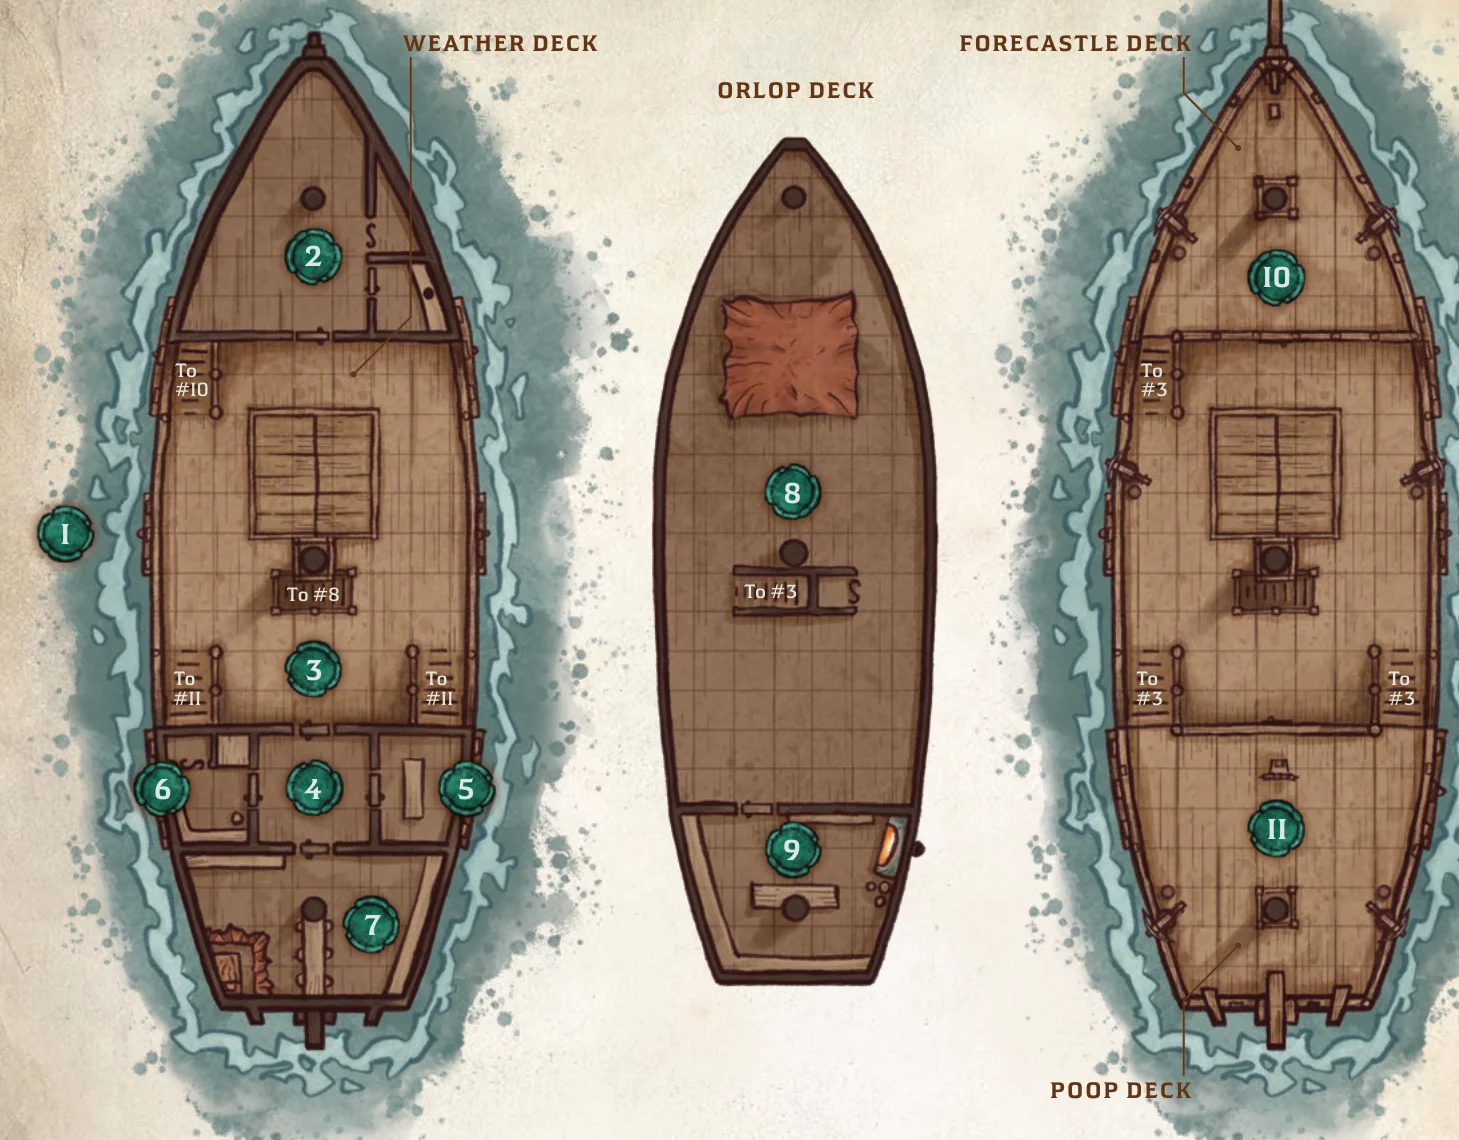 WEATHER DECK
S
2
To
#10
1
To #8
3
To
#11
To
#11
S
6
4
5
7
ORLOP DECK
8
To #3
S
9
FORECASTLE DECK
10
To
#3
To
#3
To
#3
11
POOP DECK